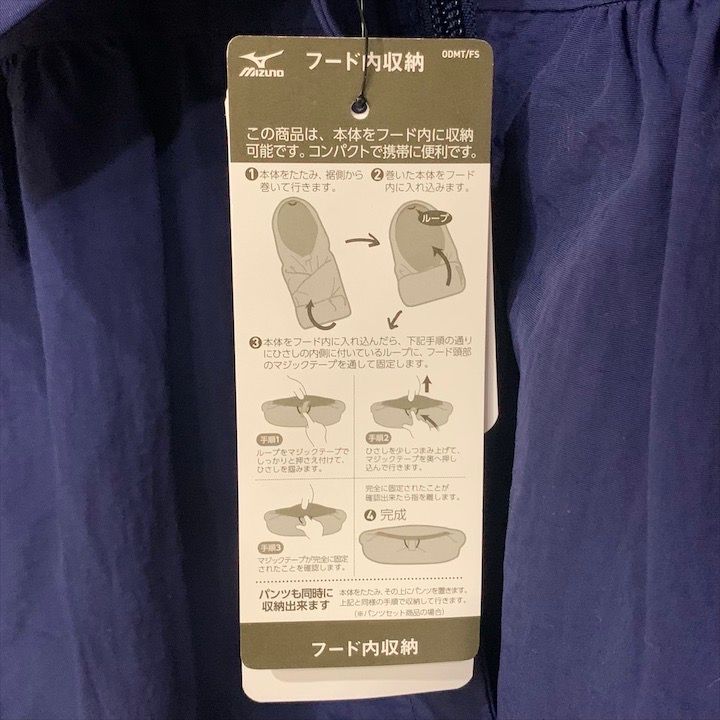 MIZUNO
フード内収納
ODMT/FS
この商品は、本体をフード内に収納
可能です。コンパクトで携帯に便利です。
1 本体をたたみ、裾側から
巻いて行きます。
2 巻いた本体をフード
内に入れ込みます。
ループ
3 本体をフード内に入れ込んだら、下記手順の通り
にひさしの内側に付いているループに、フード頭部
のマジックテープを通して固定します。
手順1
ループをマジックテープで
しっかりと押さえ付けて、
ひさしを掴みます。
手順2
ひさしを少しつまみ上げて、
マジックテープを奥へ押し
込んで行きます。
手順3
マジックテープが完全に固定
されたことを確認します。
完全に固定されたことが
確認出来たら指を離します。
4 完成
パンツも同時に
収納出来ます
本体をたたみ、その上にパンツを置きます。
上記と同様の手順で収納して行きます。
(※パンツセット商品の場合)
フード内収納